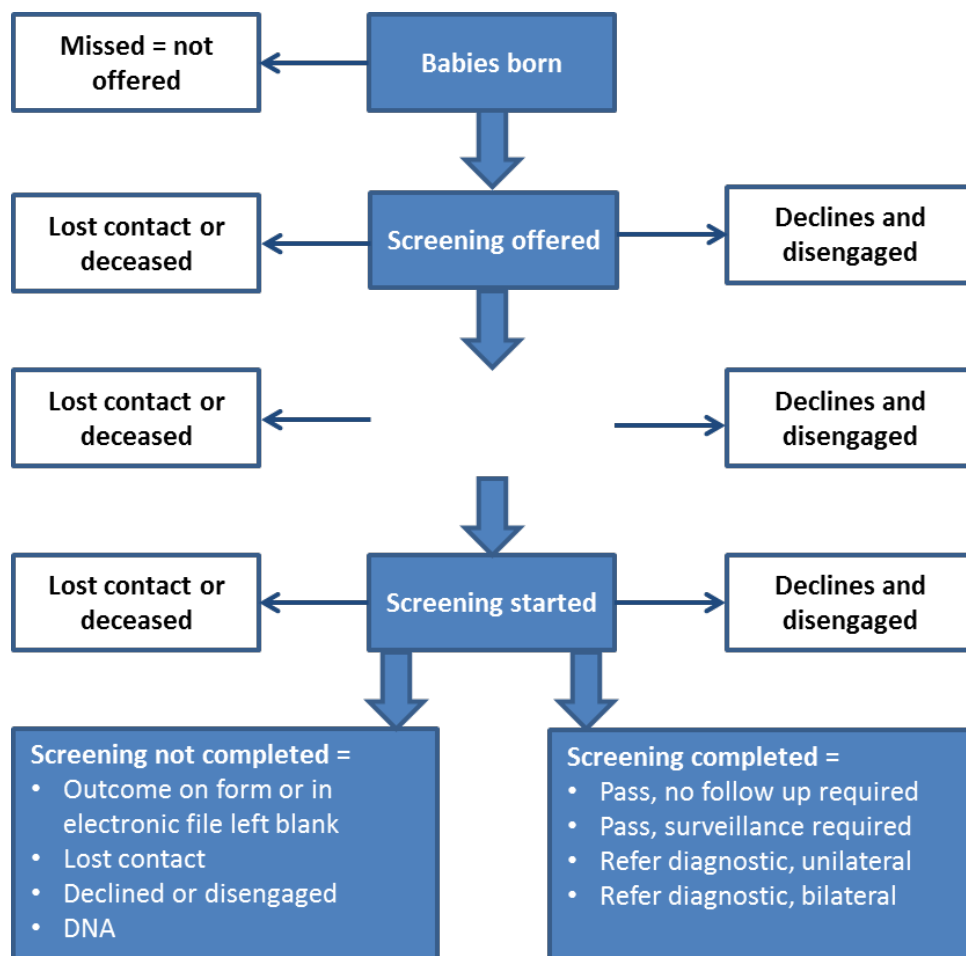 Missed = not
offered
Babies born
Lost contact or
deceased
Screening offered
Declines and
disengaged
Lost contact or
deceased
Declines and
disengaged
Lost contact or
deceased
Screening started
Declines and
disengaged
Screening not completed =
• Outcome on form or in
electronic file left blank
• Lost contact
• Declined or disengaged
• DNA
Screening completed =
• Pass, no follow up required
• Pass, surveillance required
• Refer diagnostic, unilateral
• Refer diagnostic, bilateral